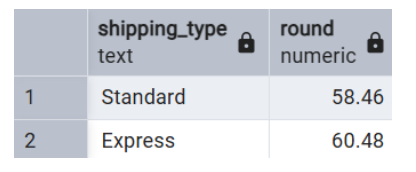 shipping_type round
text numeric
1 Standard 58.46
2 Express 60.48